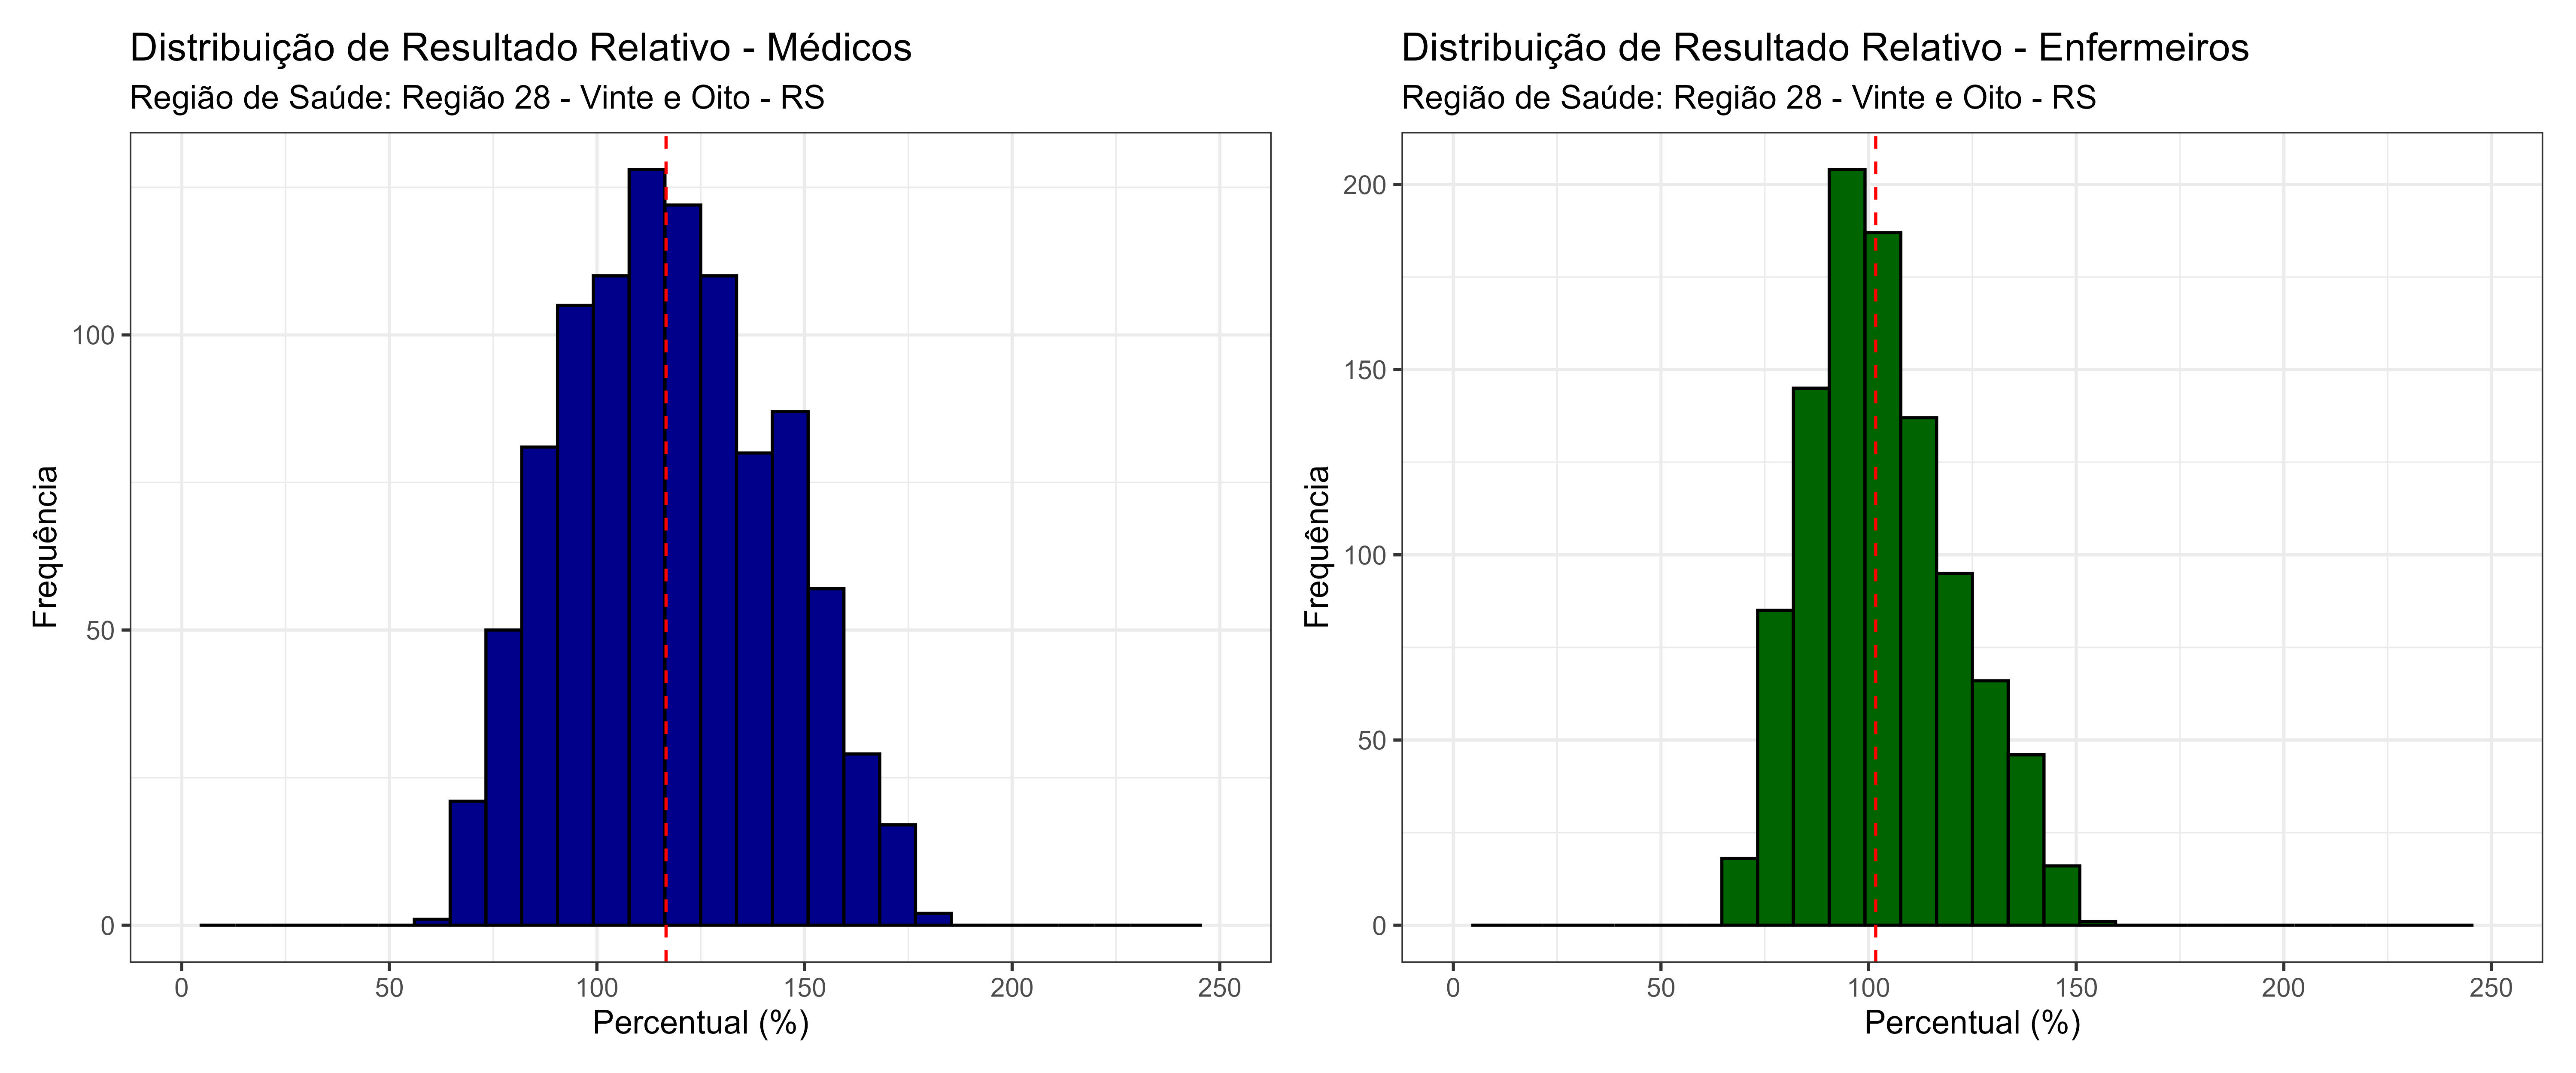 Distribuição de Resultado Relativo - Médicos
Região de Saúde: Região 28 - Vinte e Oito - RS
Frequência
100
50
0
0 50 100 150 200 250
Percentual (%)
Distribuição de Resultado Relativo - Enfermeiros
Região de Saúde: Região 28 - Vinte e Oito - RS
Frequência
200
150
100
50
0
0 50 100 150 200 250
Percentual (%)